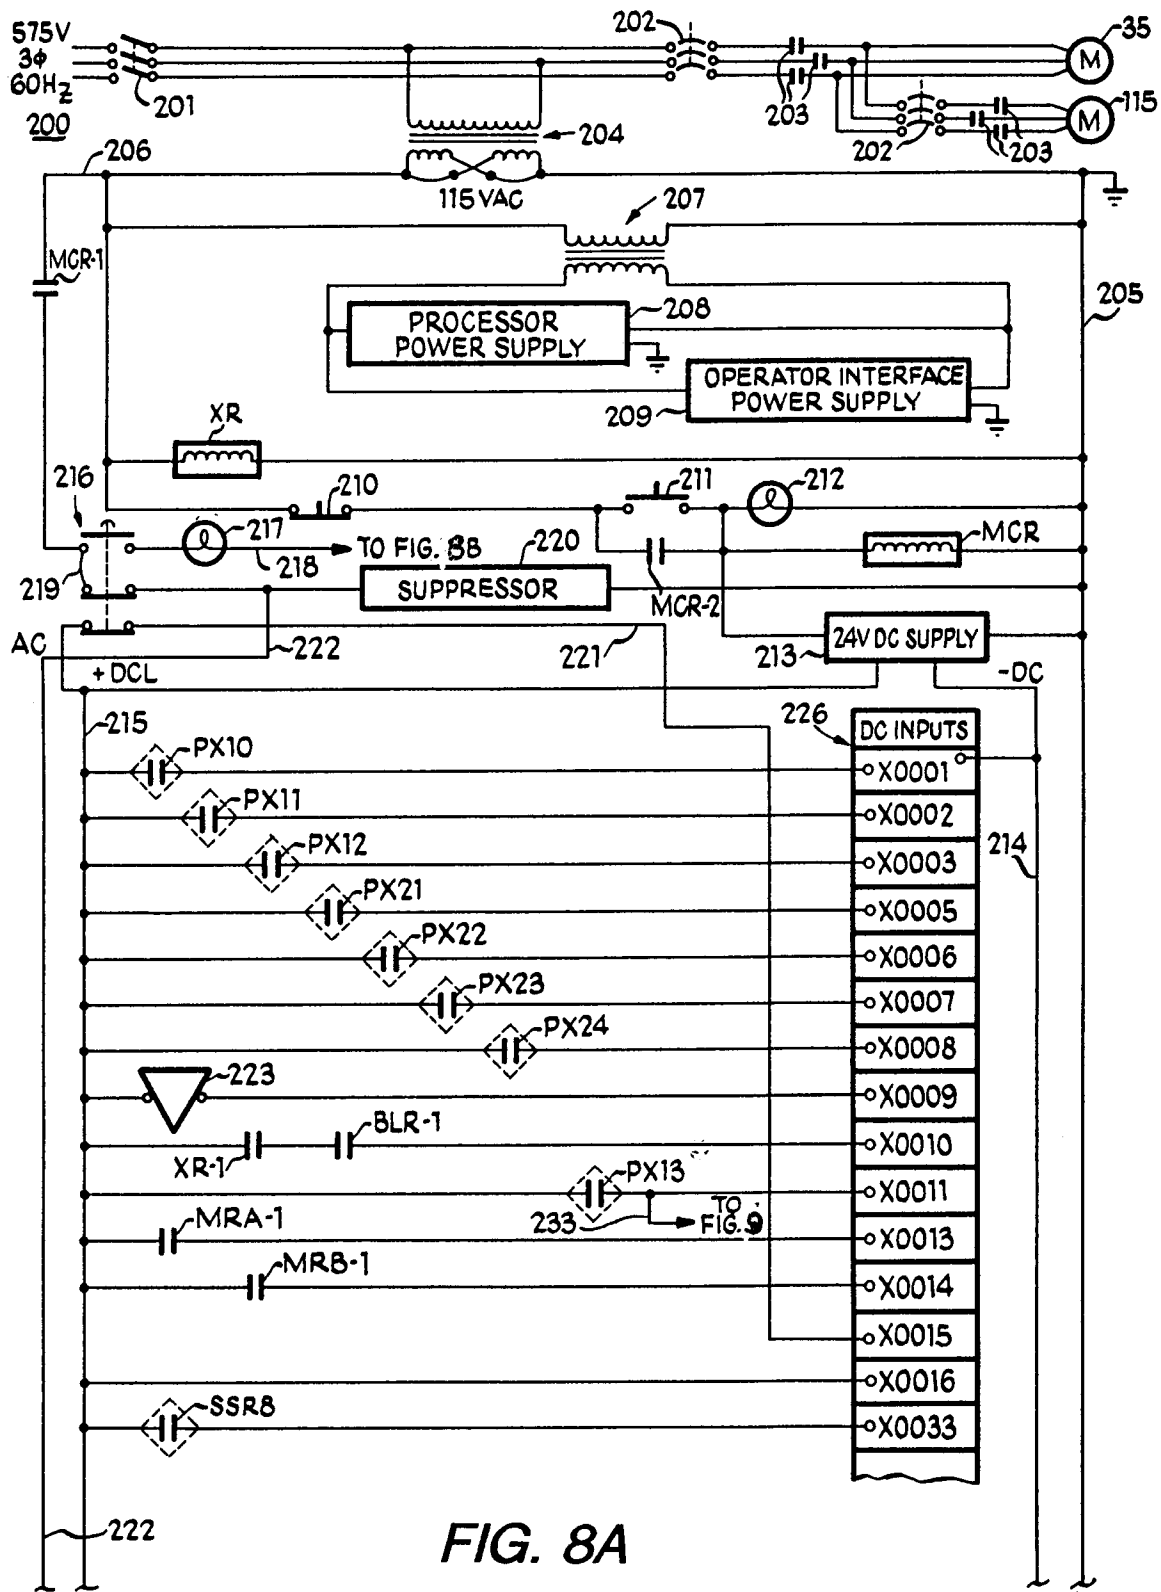 575V
3φ
60HZ
200
201
202
203
35
M
115
M
202
203
204
206
115 VAC
207
MCR-1
205
PROCESSOR
POWER SUPPLY
208
OPERATOR INTERFACE
POWER SUPPLY
209
XR
216
210
211
212
217
TO FIG. 8B
218
220
MCR
219
SUPPRESSOR
MCR-2
AC
222
221
213
24V DC SUPPLY
+ DCL
-DC
215
226
DC INPUTS
PX10
X0001
PX11
X0002
PX12
X0003
214
PX21
X0005
PX22
X0006
PX23
X0007
PX24
X0008
223
X0009
BLR-1
XR-1
X0010
PX13
X0011
233
TO
FIG. 9
MRA-1
X0013
MRB-1
X0014
X0015
X0016
SSR8
X0033
222
FIG. 8A